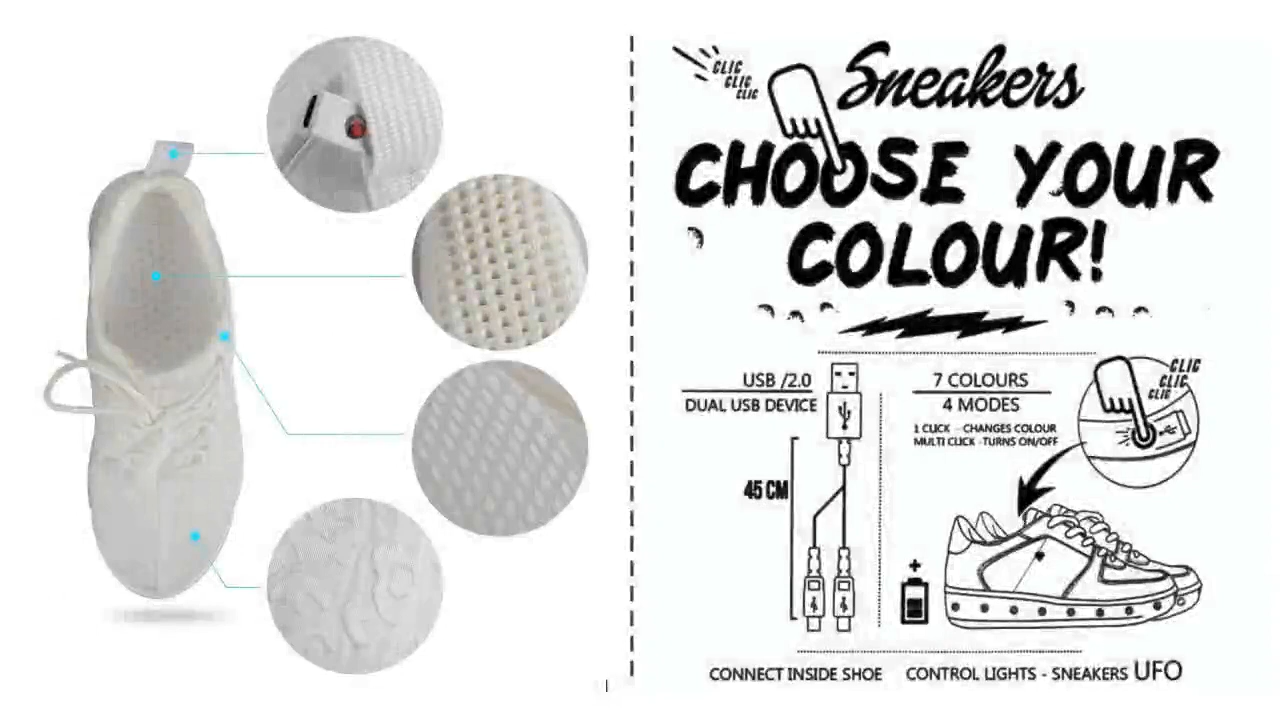 CLIC
CLIC
CLIC
Sneakers
CHOOSE YOUR
COLOUR!
USB /2.0
DUAL USB DEVICE
45 CM
7 COLOURS
4 MODES
1 CLICK - CHANGES COLOUR
MULTI CLICK - TURNS ON/OFF
CLIC
CLIC
CLIC
+
CONNECT INSIDE SHOE
CONTROL LIGHTS - SNEAKERS UFO